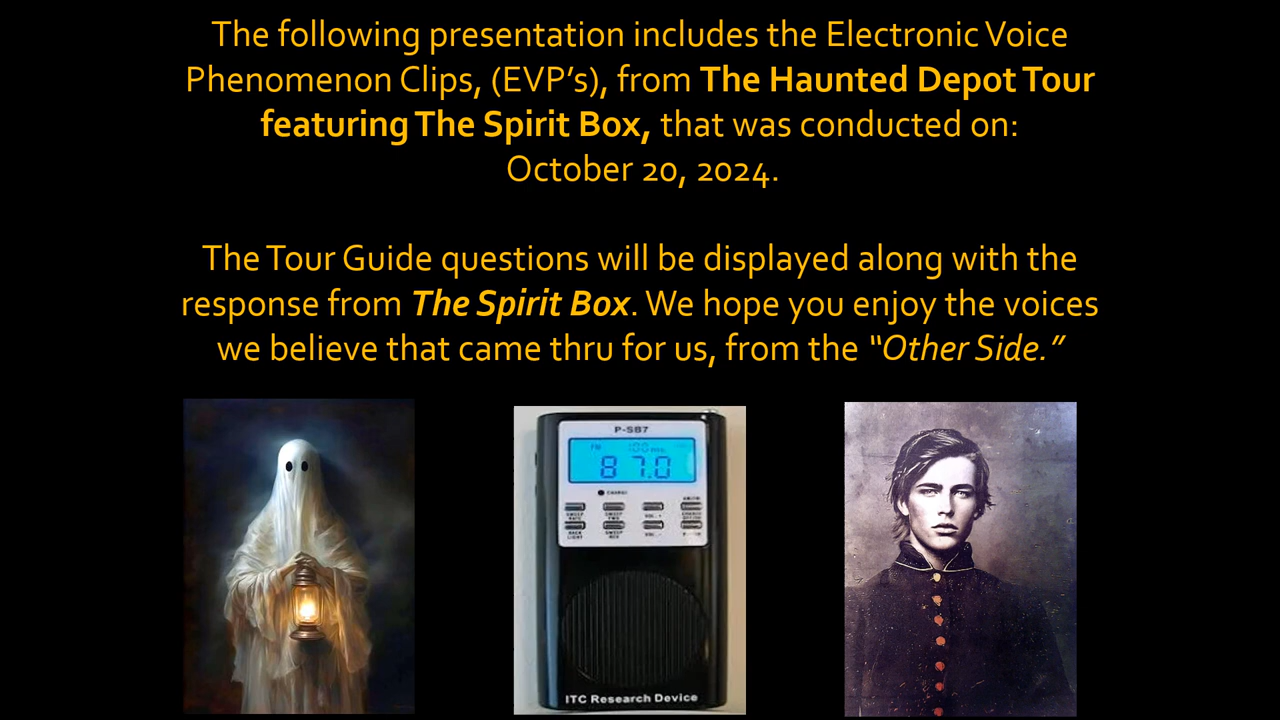 The following presentation includes the Electronic Voice
Phenomenon Clips, (EVP's), from The Haunted Depot Tour
featuring The Spirit Box, that was conducted on:
October 20, 2024.
The Tour Guide questions will be displayed along with the
response from The Spirit Box. We hope you enjoy the voices
we believe that came thru for us, from the “Other Side.”
P-SB7
87.0
CHARGE
ITC Research Device